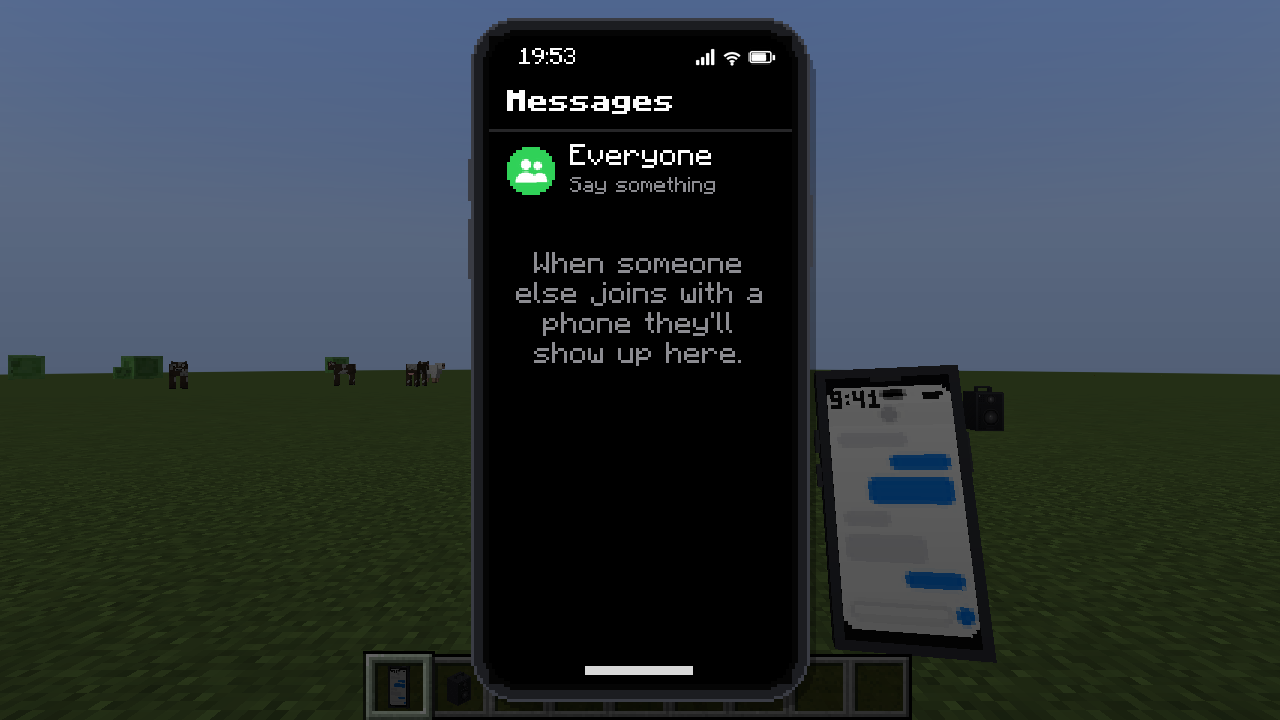 19:53
Messages
Everyone
Say something
When someone
else joins with a
phone they'll
show up here.
9:41